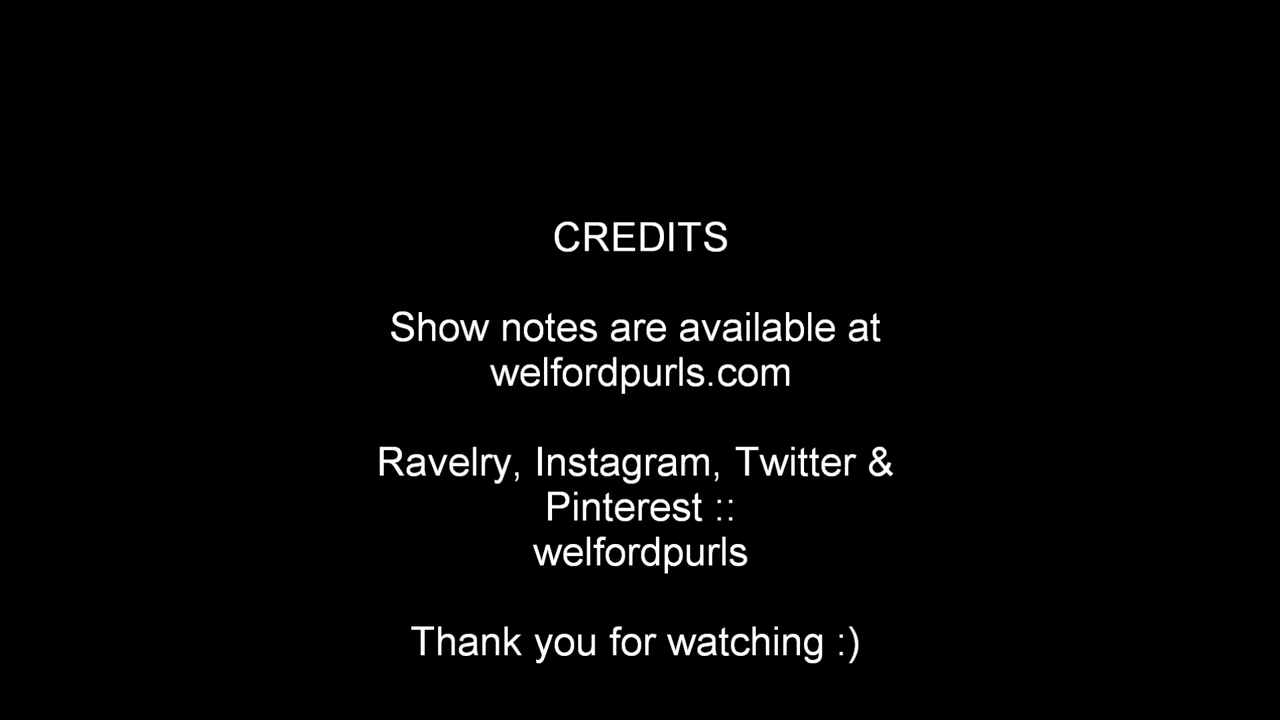 CREDITS
Show notes are available at
welfordpurls.com
Ravelry, Instagram, Twitter &
Pinterest ::
welfordpurls
Thank you for watching :)